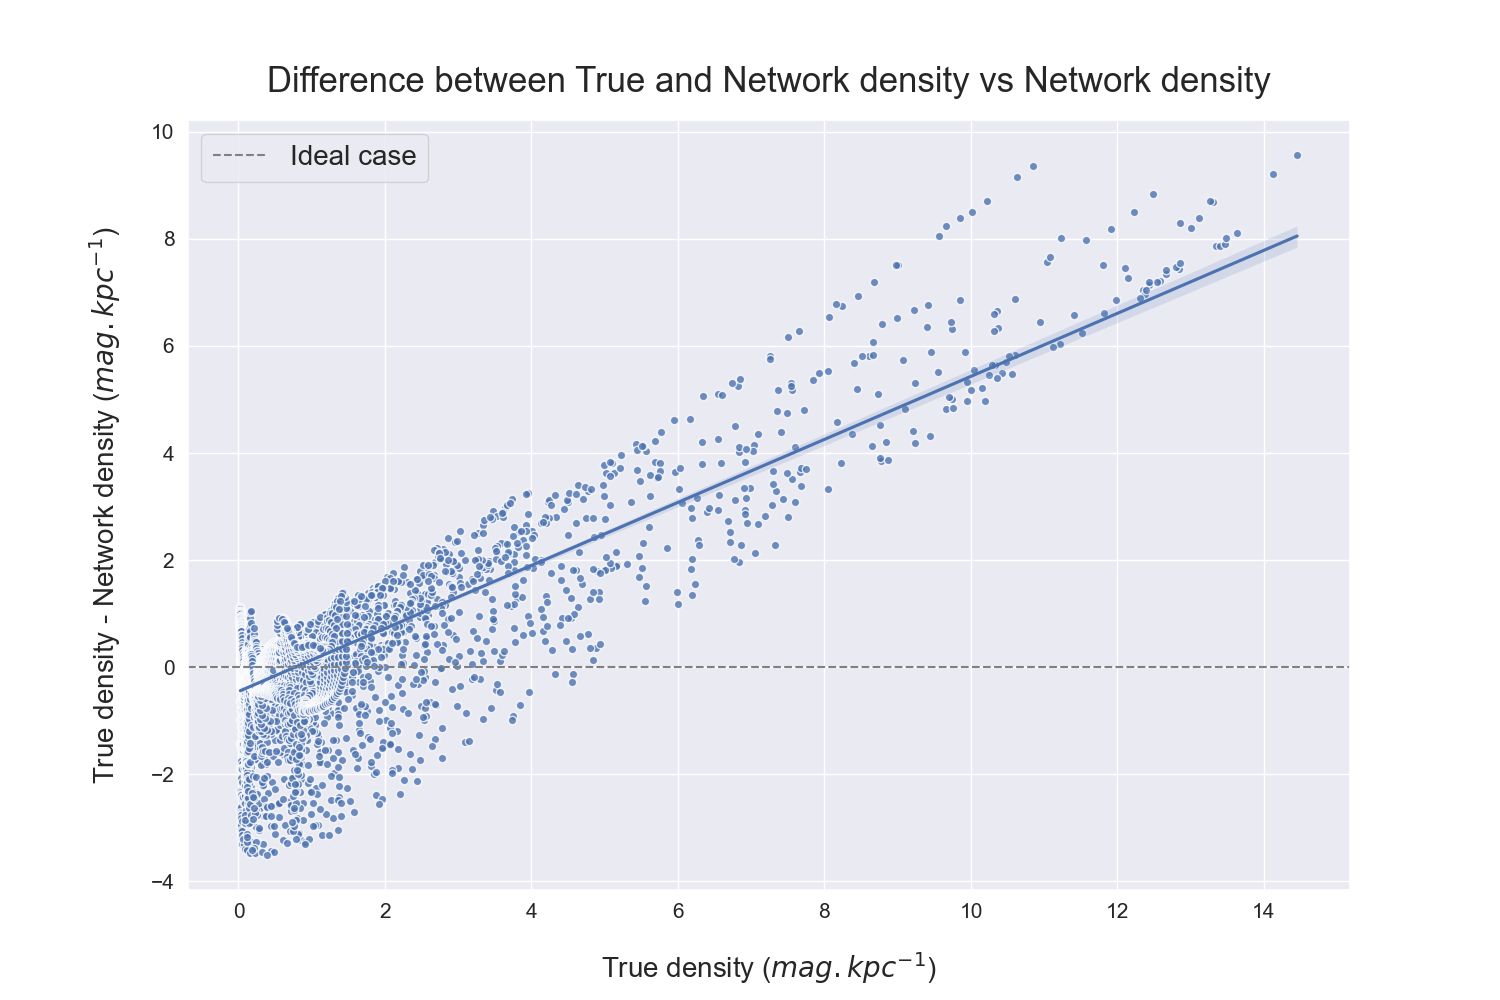 Difference between True and Network density vs Network density
Ideal case
True density - Network density (mag. kpc⁻¹)
10
8
6
4
2
0
−2
−4
0 2 4 6 8 10 12 14
True density (mag. kpc⁻¹)